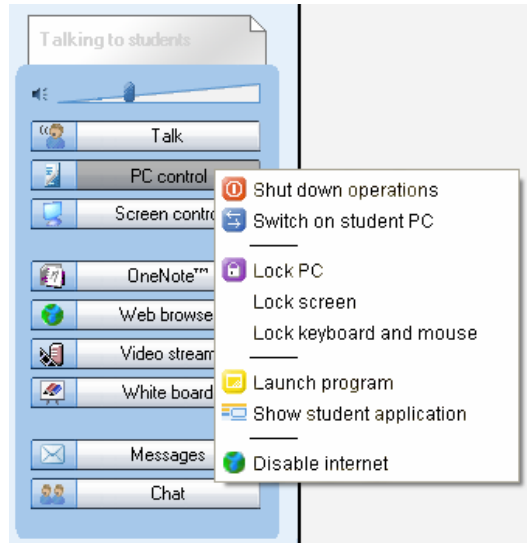 Talking to students
Talk
PC control
Screen contro
OneNote™
Web browse
Video stream
White board
Messages
Chat
Shut down operations
Switch on student PC
Lock PC
Lock screen
Lock keyboard and mouse
Launch program
Show student application
Disable internet